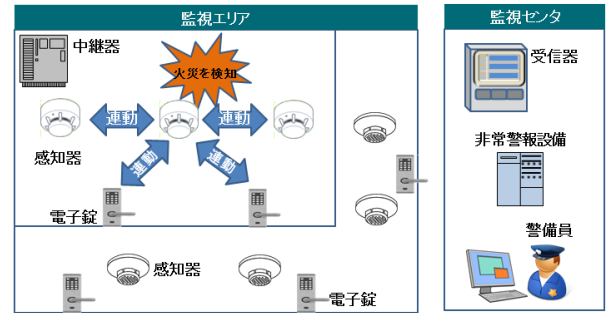 監視エリア
監視センタ
中継器
火災を検知
受信器
連動
連動
非常警報設備
感知器
連動
連動
電子錠
警備員
感知器
電子錠